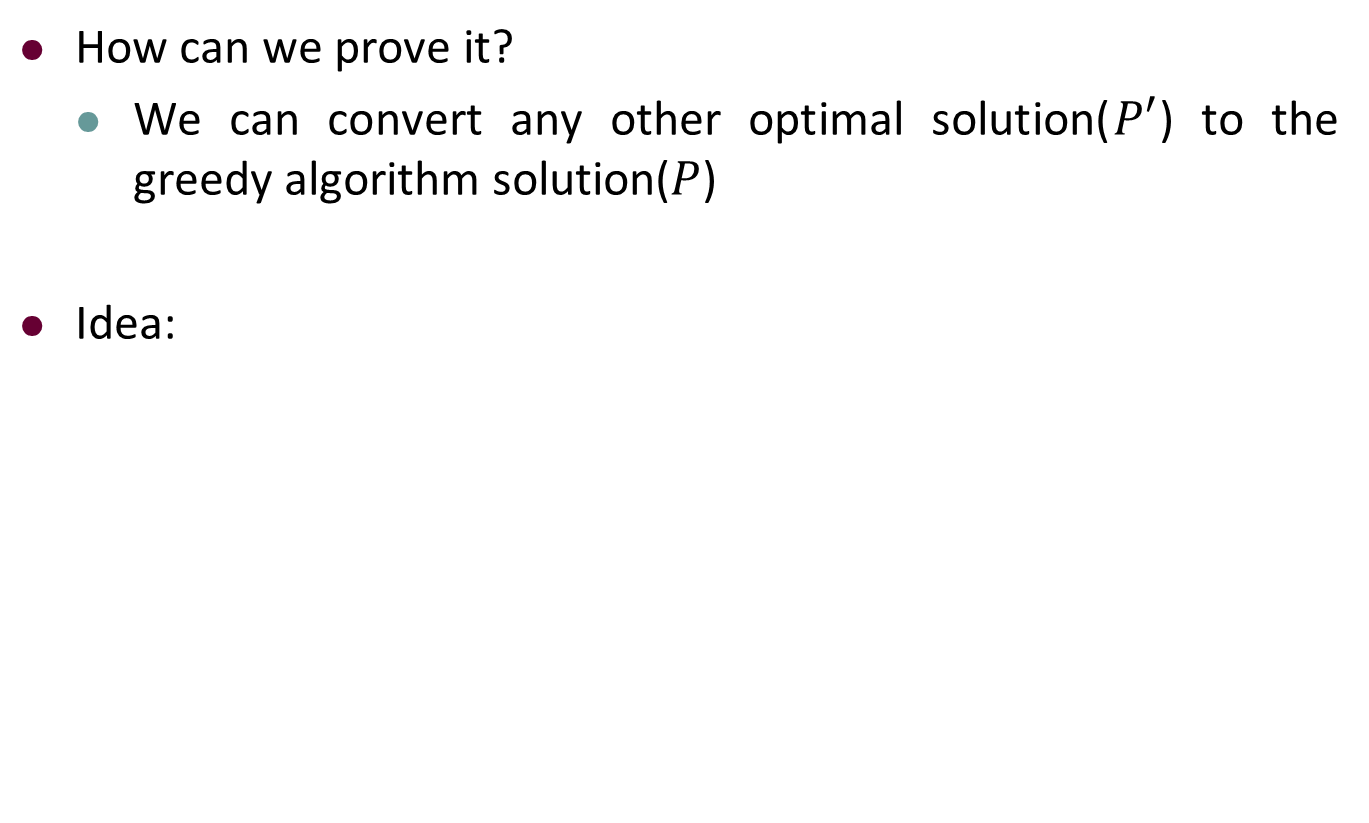 How can we prove it?
We can convert any other optimal solution(P′) to the
greedy algorithm solution(P)
Idea: